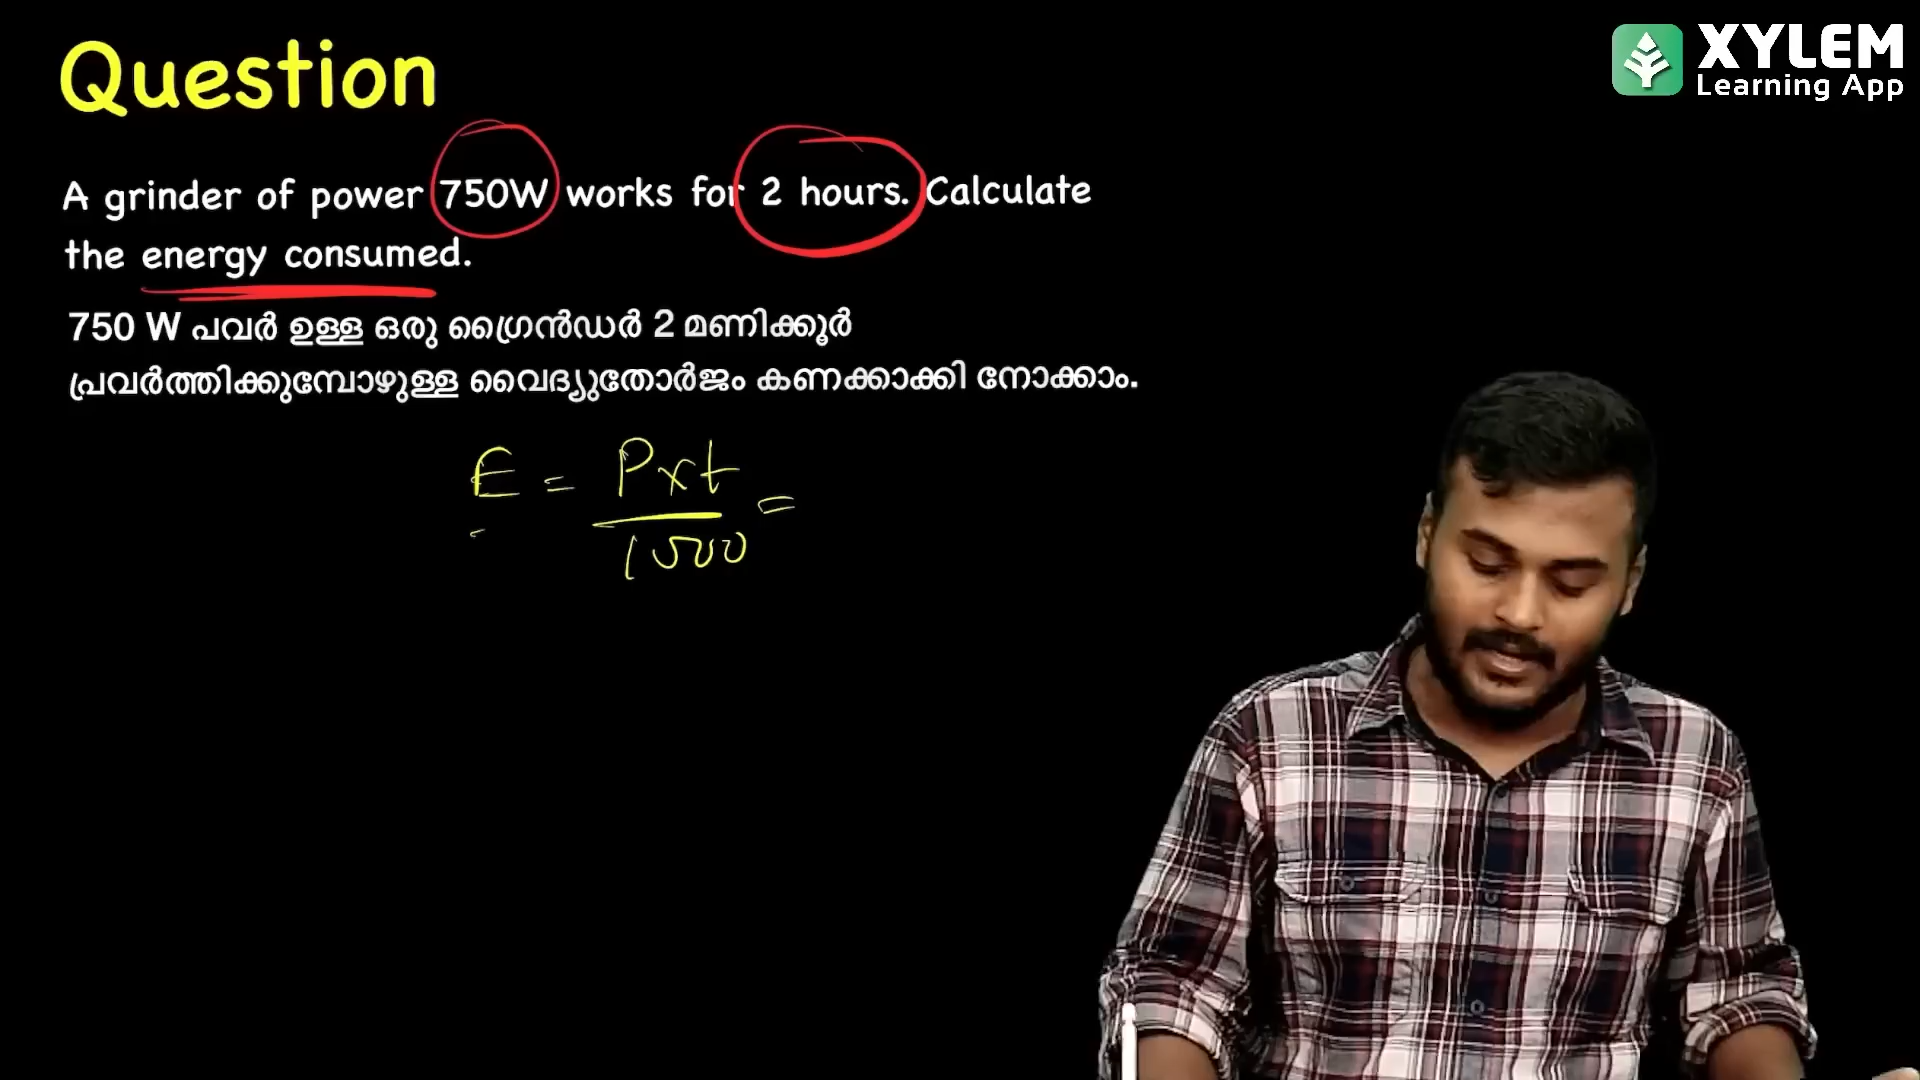 Question
XYLEM
Learning App
A grinder of power 750W works for 2 hours. Calculate
the energy consumed.
750 W പവർ ഉള്ള ഒരു ഗ്രൈൻഡർ 2 മണിക്കൂർ
പ്രവർത്തിക്കുമ്പോഴുള്ള വൈദ്യുതോർജം കണക്കാക്കി നോക്കാം.
E = P×t =
1000